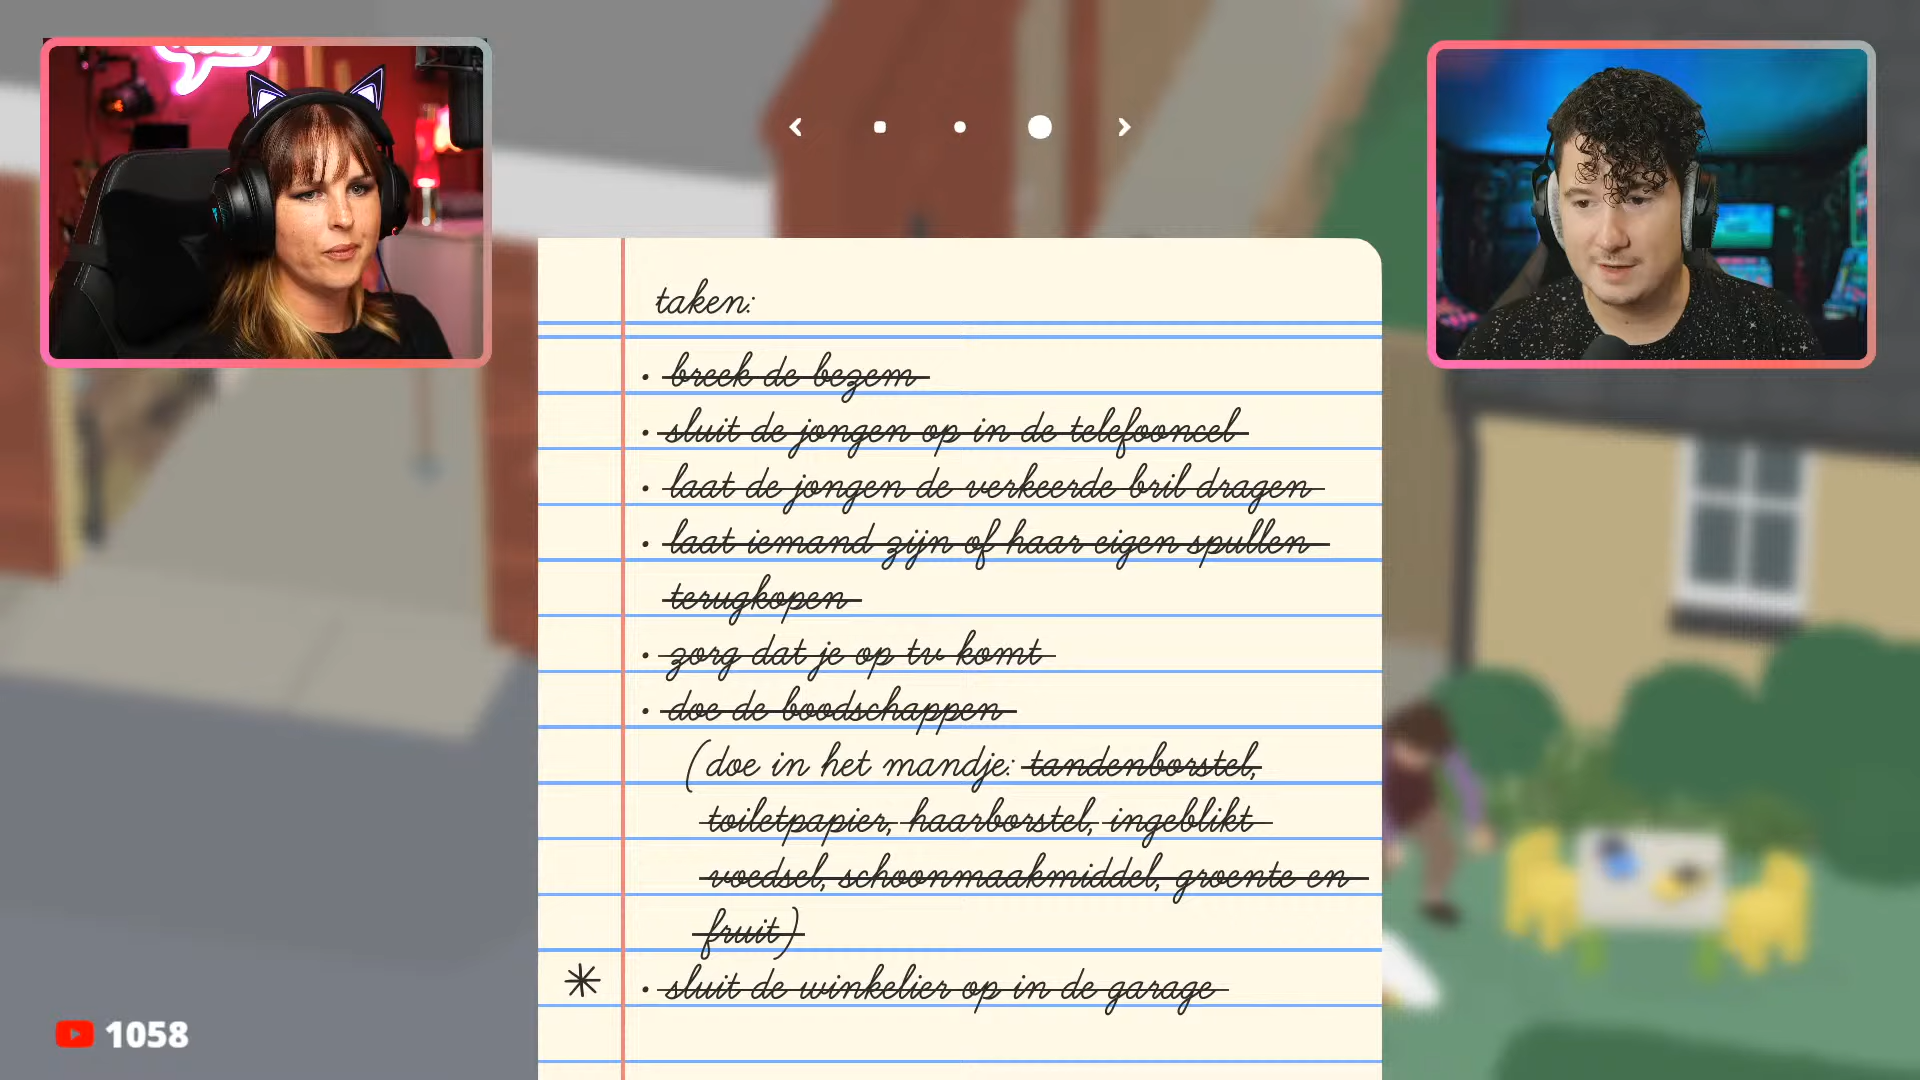 taken:
• breek de bezem
• sluit de jongen op in de telefooncel
• laat de jongen de verkeerde bril dragen
• laat iemand zijn of haar eigen spullen
terugkopen
• zorg dat je op tv komt
• doe de boodschappen
(doe in het mandje: tandenborstel,
toiletpapier, haarborstel, ingeblikt
voedsel, schoonmaakmiddel, groente en
fruit)
• sluit de winkelier op in de garage
1058